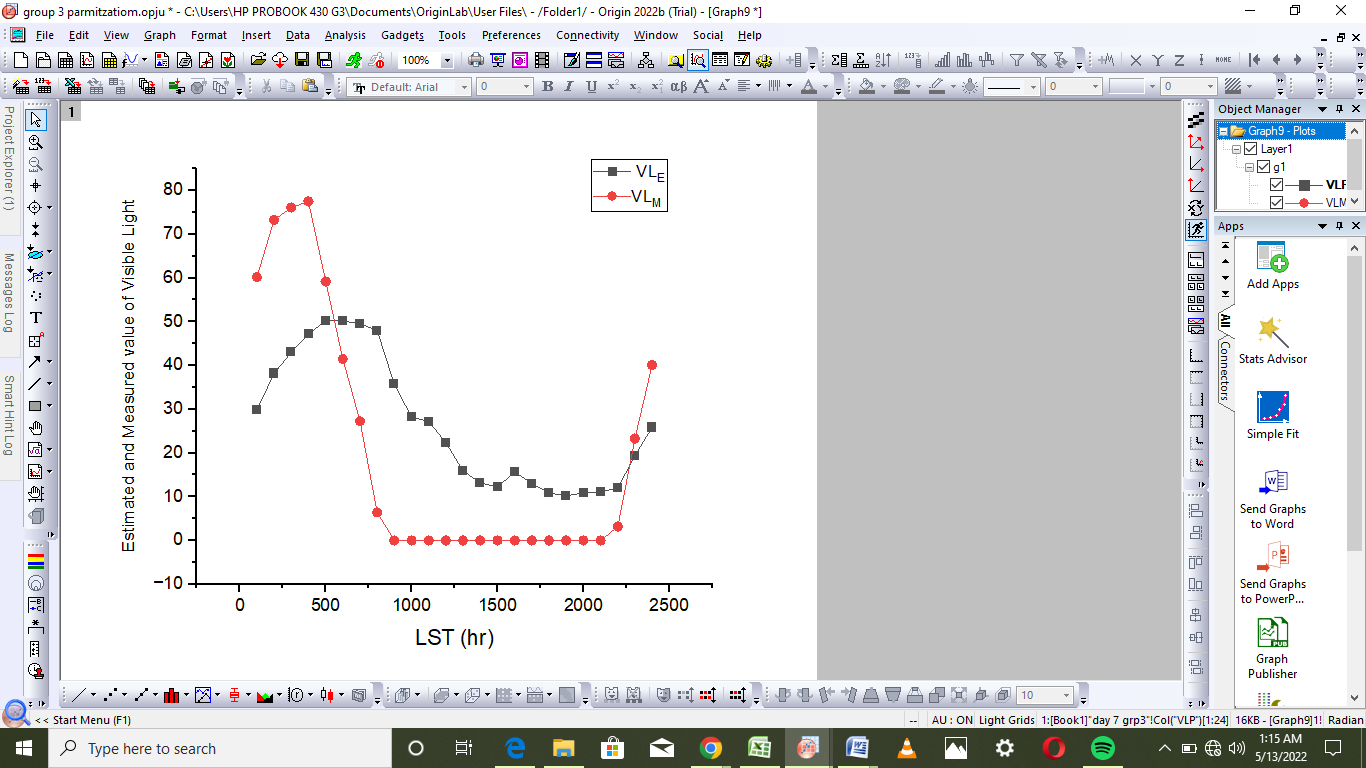 group 3 parmitzatiom.opju * - C:\Users\HP PROBOOK 430 G3\Documents\OriginLab\User Files\ - /Folder1/ - Origin 2022b (Trial) - [Graph9 *]
File Edit View Graph Format Insert Data Analysis Gadgets Tools Preferences Connectivity Window Social Help
100%
HOME
Default: Arial 0
0 0
Project Explorer (1)
Messages Log
Smart Hint Log
1
VLE
VLM
Estimated and Measured value of Visible Light
80
70
60
50
40
30
20
10
0
−10
0 500 1000 1500 2000 2500
LST (hr)
Object Manager
Graph9 - Plots
Layer1
g1
VLM
Apps
All
Connectors
Add Apps
Stats Advisor
Simple Fit
Send Graphs
to Word
Send Graphs
to PowerP...
Graph
Publisher
10
<< Start Menu (F1)
-- AU : ON Light Grids 1:[Book1]"day 7 grp3"!Col("VLP")[1:24] 16KB - [Graph9]1! Radian
Type here to search
1:15 AM
5/13/2022